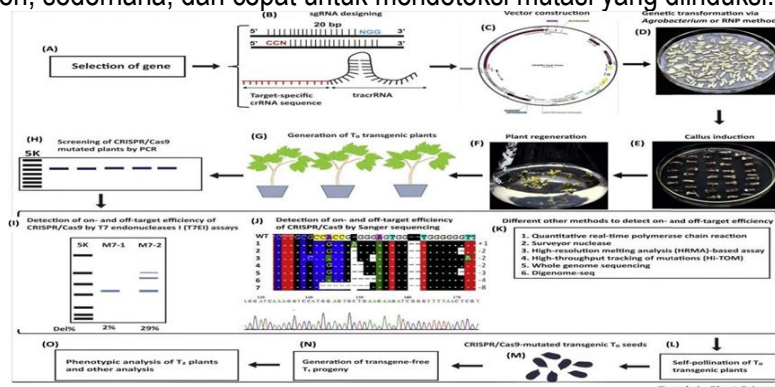 sederhana, dan cepat untuk mendeteksi mutasi yang diinduksi.
(A)
Selection of gene
(B)
sgRNA designing
20 bp
5' NGG 3'
3' CCN 5'
Target-specific
crRNA sequence
tracrRNA
Vector construction
(C)
Genetic transformation via
Agrobacterium or RNP method
(D)
(H)
Screening of CRISPR/Cas9
mutated plants by PCR
5K
(G)
Generation of T₀ transgenic plants
Plant regeneration
(F)
Callus induction
(E)
(I)
Detection of on- and off-target efficiency of
CRISPR/Cas9 by T7 endonucleases I (T7EI) assays
5K M7-1 M7-2
Del% 2% 29%
(J)
Detection of on- and off-target efficiency
of CRISPR/Cas9 by Sanger sequencing
WT
1
2
3
4
5
6
7
Different other methods to detect on- and off-target efficiency
(K)
1. Quantitative real-time polymerase chain reaction
2. Surveyor nuclease
3. High-resolution melting analysis (HRMA)-based assay
4. High-throughput tracking of mutations (Hi-TOM)
5. Whole genome sequencing
6. Digenome-seq
(O)
Phenotypic analysis of T₂ plants
and other analysis
(N)
Generation of transgene-free
T₁ progeny
CRISPR/Cas9-mutated transgenic T₀ seeds
(M)
(L)
Self-pollination of T₀
transgenic plants